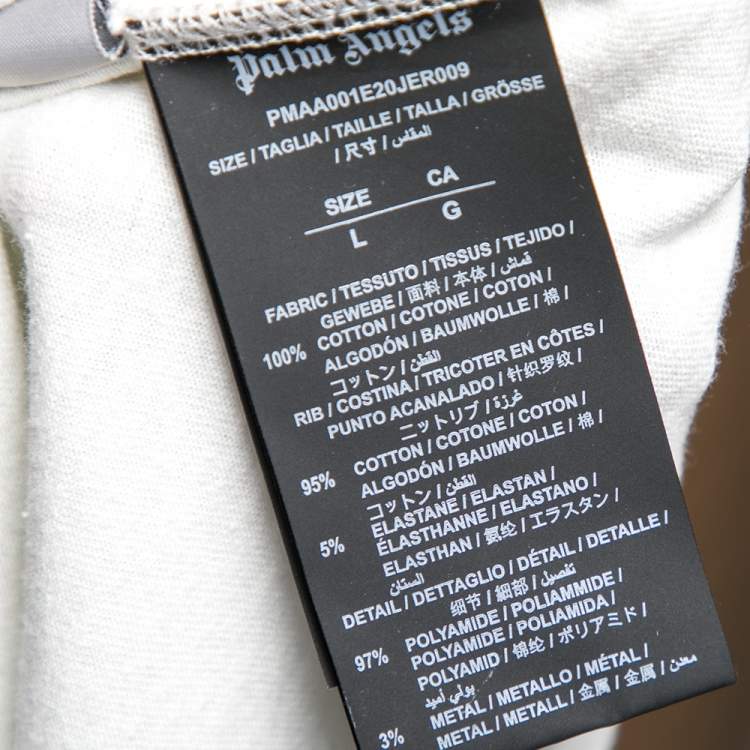 Palm Angels
PMAA001E20JER009
SIZE / TAGLIA / TAILLE / TALLA / GRÖSSE
/ 尺寸 / المقاس
SIZE CA
L G
FABRIC / TESSUTO / TISSUS / TEJIDO /
GEWEBE / 面料 / 本体 / قماش
100% COTTON / COTONE / COTON /
ALGODÓN / BAUMWOLLE / 棉 /
コットン / القطن
RIB / COSTINA / TRICOTER EN CÔTES /
PUNTO ACANALADO / 针织罗纹 /
ニットリブ / غرزة
95% COTTON / COTONE / COTON /
ALGODÓN / BAUMWOLLE / 棉 /
コットン / القطن
5% ELASTANE / ELASTAN /
ÉLASTHANNE / ELASTANO /
ELASTHAN / 氨纶 / エラスタン /
الصتان
DETAIL / DETTAGLIO / DÉTAIL / DETALLE /
细节 / 細部 / تفصيل
97% POLYAMIDE / POLIAMMIDE /
POLYAMIDE / POLIAMIDA /
POLYAMID / 锦纶 / ポリアミド /
بولي أميد
3% METAL / METALLO / MÉTAL /
METAL / METALL / 金属 / 金属 / معدن